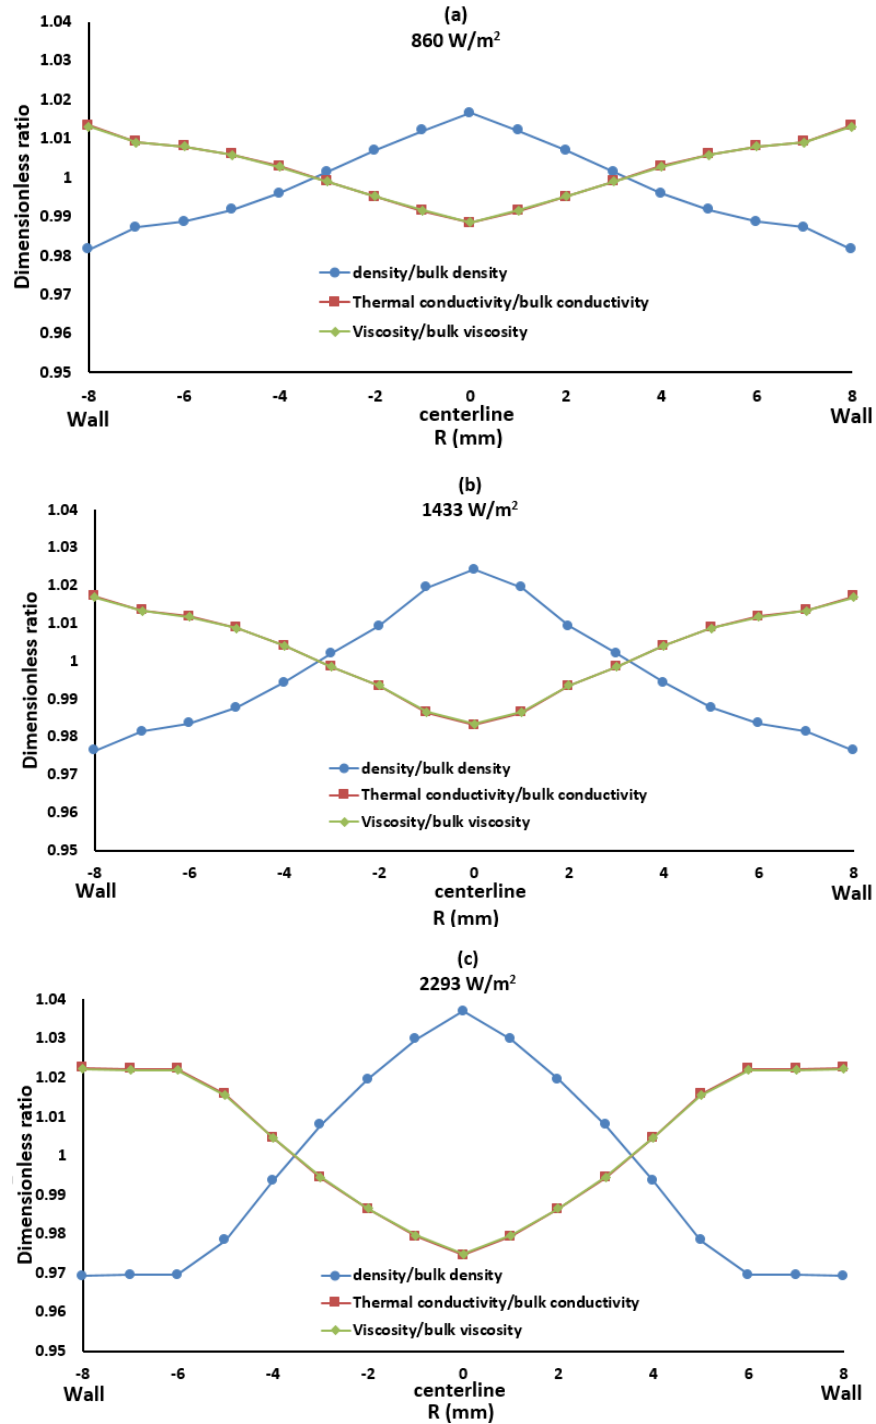 (a)
860 W/m²
1.04
1.03
1.02
1.01
1
0.99
0.98
0.97
0.96
0.95
Dimensionless ratio
density/bulk density
Thermal conductivity/bulk conductivity
Viscosity/bulk viscosity
-8 -6 -4 -2 0 2 4 6 8
Wall centerline Wall
R (mm)
(b)
1433 W/m²
1.04
1.03
1.02
1.01
1
0.99
0.98
0.97
0.96
0.95
Dimensionless ratio
density/bulk density
Thermal conductivity/bulk conductivity
Viscosity/bulk viscosity
-8 -6 -4 -2 0 2 4 6 8
Wall centerline Wall
R (mm)
(c)
2293 W/m²
1.04
1.03
1.02
1.01
1
0.99
0.98
0.97
0.96
0.95
Dimensionless ratio
density/bulk density
Thermal conductivity/bulk conductivity
Viscosity/bulk viscosity
-8 -6 -4 -2 0 2 4 6 8
Wall centerline Wall
R (mm)